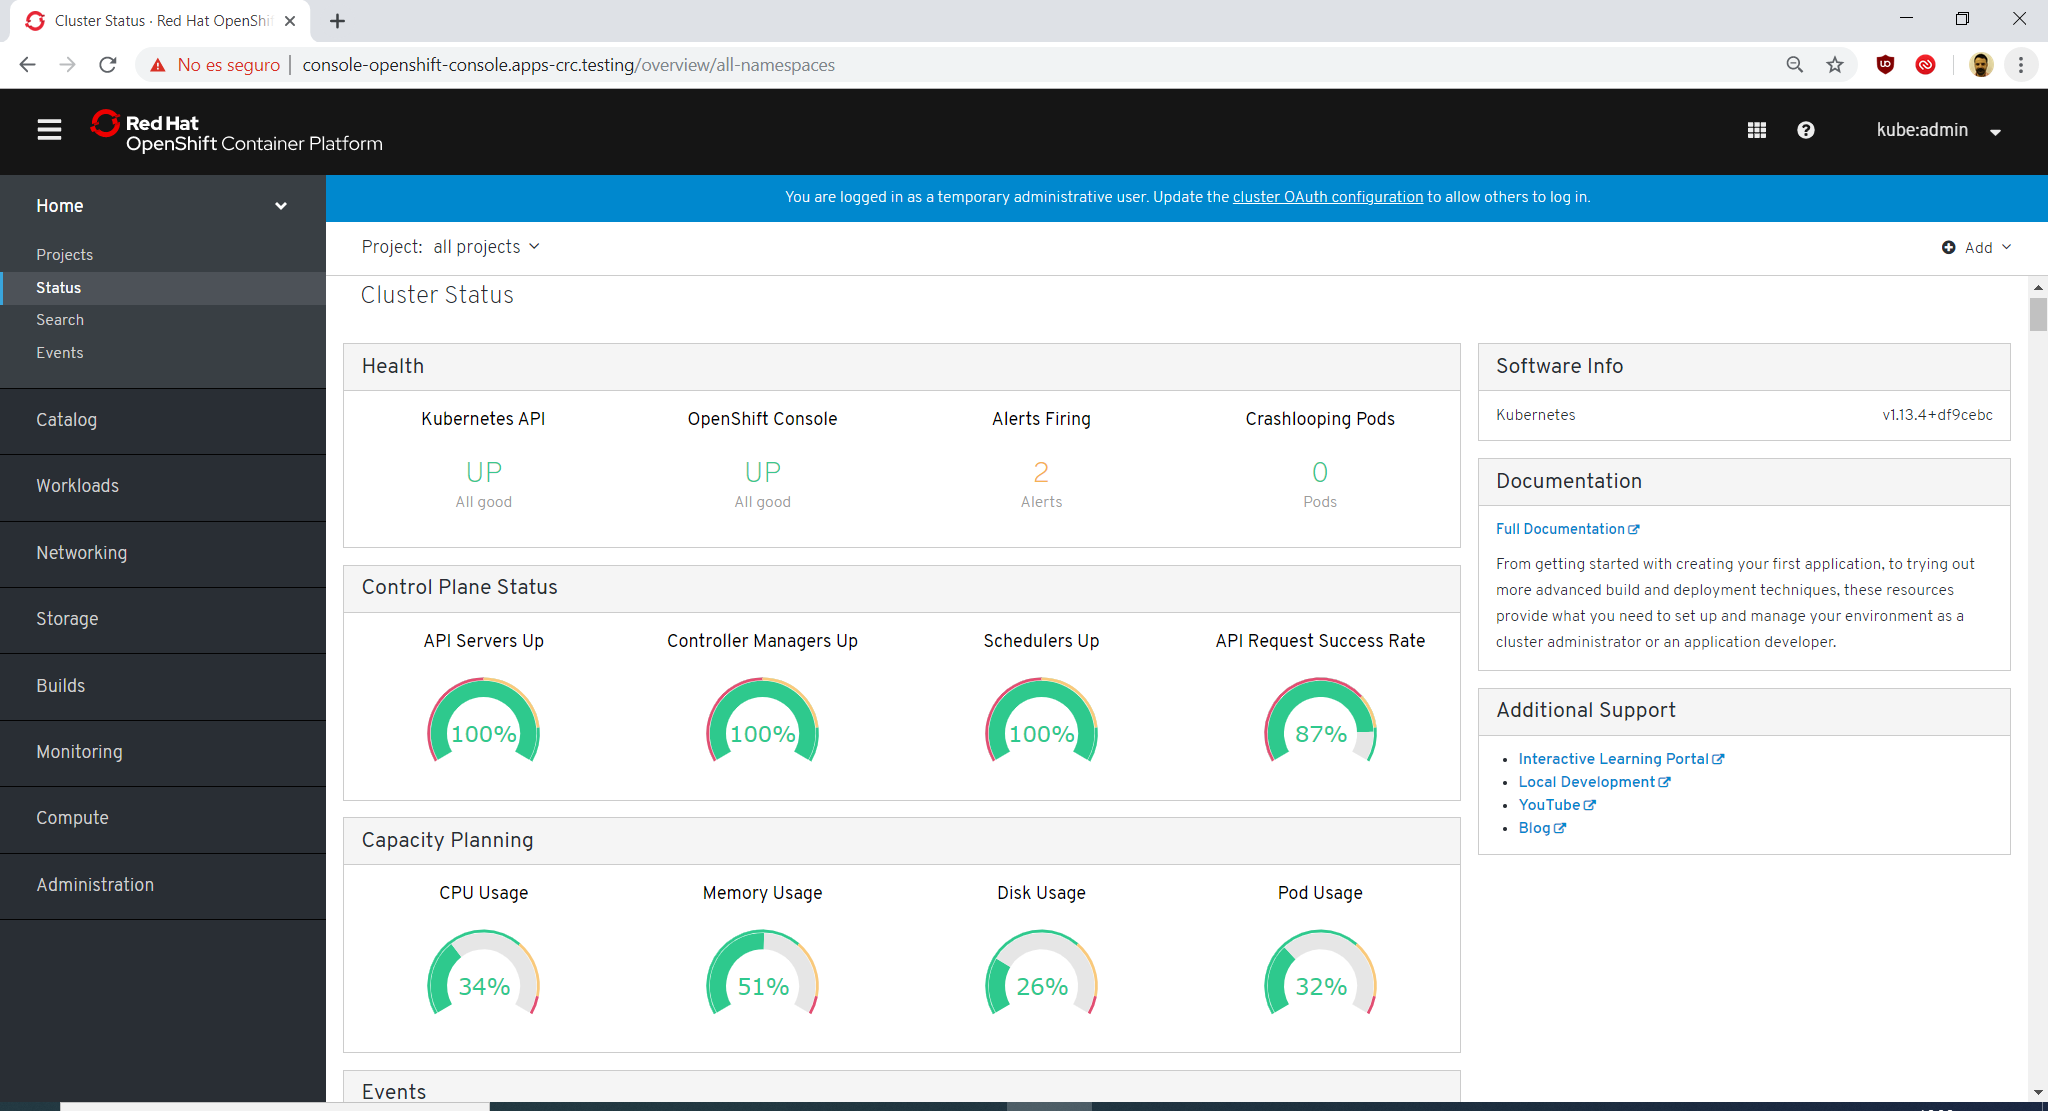 Cluster Status · Red Hat OpenShi
No es seguro
console-openshift-console.apps-crc.testing/overview/all-namespaces
Red Hat
OpenShift Container Platform
kube:admin
Home
Projects
Status
Search
Events
Catalog
Workloads
Networking
Storage
Builds
Monitoring
Compute
Administration
You are logged in as a temporary administrative user. Update the cluster OAuth configuration to allow others to log in.
Project: all projects
Add
Cluster Status
Health
Kubernetes API
OpenShift Console
Alerts Firing
Crashlooping Pods
UP
UP
2
0
All good
All good
Alerts
Pods
Control Plane Status
API Servers Up
Controller Managers Up
Schedulers Up
API Request Success Rate
100%
100%
100%
87%
Capacity Planning
CPU Usage
Memory Usage
Disk Usage
Pod Usage
34%
51%
26%
32%
Events
Software Info
Kubernetes
v1.13.4+df9cebc
Documentation
Full Documentation
From getting started with creating your first application, to trying out
more advanced build and deployment techniques, these resources
provide what you need to set up and manage your environment as a
cluster administrator or an application developer.
Additional Support
Interactive Learning Portal
Local Development
YouTube
Blog